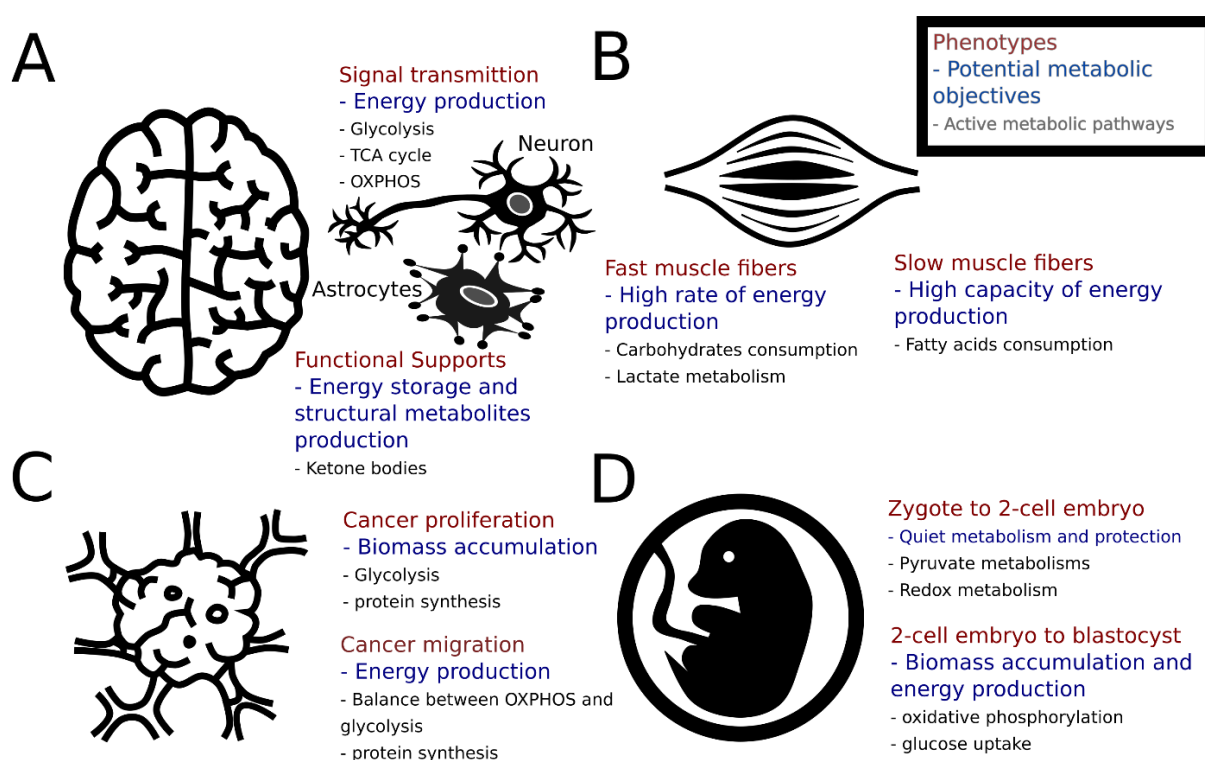 A
Signal transmittion
- Energy production
- Glycolysis
- TCA cycle
- OXPHOS
Neuron
Astrocytes
Functional Supports
- Energy storage and
structural metabolites
production
- Ketone bodies
B
Phenotypes
- Potential metabolic
objectives
- Active metabolic pathways
Fast muscle fibers
- High rate of energy
production
- Carbohydrates consumption
- Lactate metabolism
Slow muscle fibers
- High capacity of energy
production
- Fatty acids consumption
C
Cancer proliferation
- Biomass accumulation
- Glycolysis
- protein synthesis
Cancer migration
- Energy production
- Balance between OXPHOS and
glycolysis
- protein synthesis
D
Zygote to 2-cell embryo
- Quiet metabolism and protection
- Pyruvate metabolisms
- Redox metabolism
2-cell embryo to blastocyst
- Biomass accumulation and
energy production
- oxidative phosphorylation
- glucose uptake